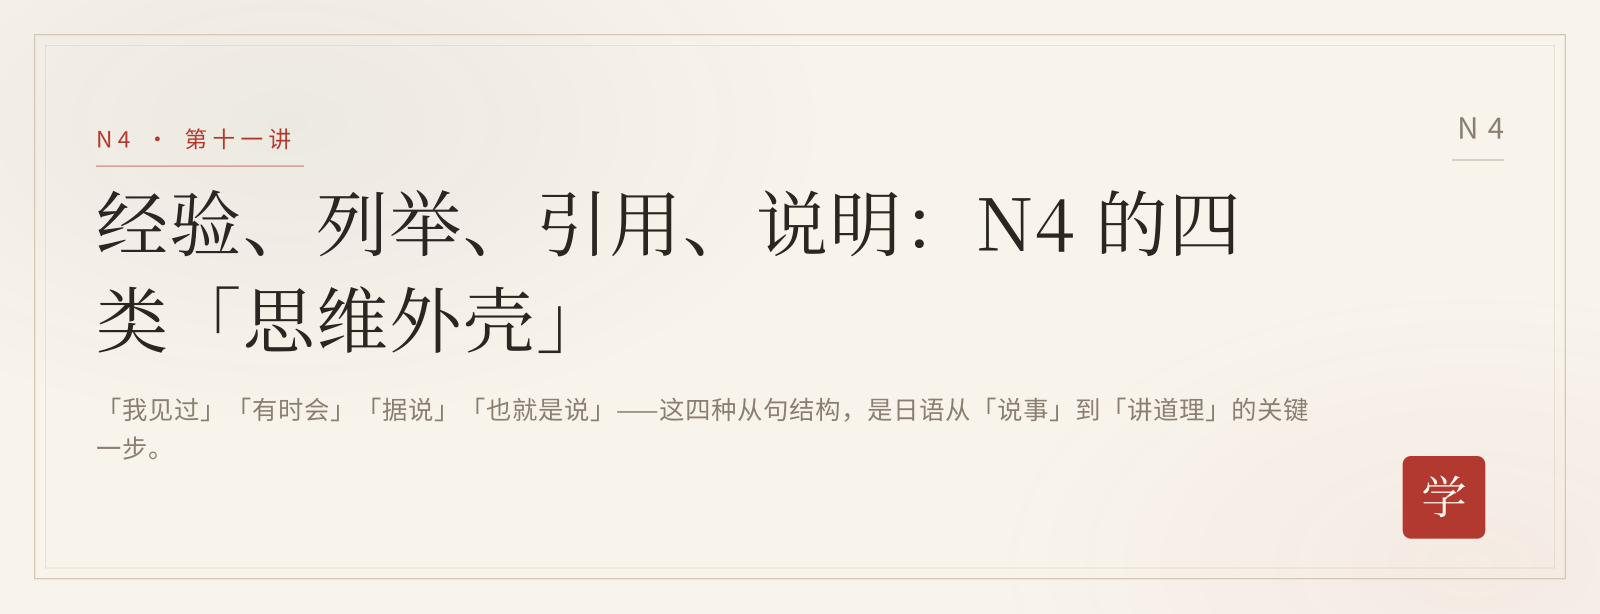 N4 · 第十一讲
N4
经验、列举、引用、说明：N4 的四
类「思维外壳」
「我见过」「有时会」「据说」「也就是说」——这四种从句结构，是日语从「说事」到「讲道理」的关键
一步。
学